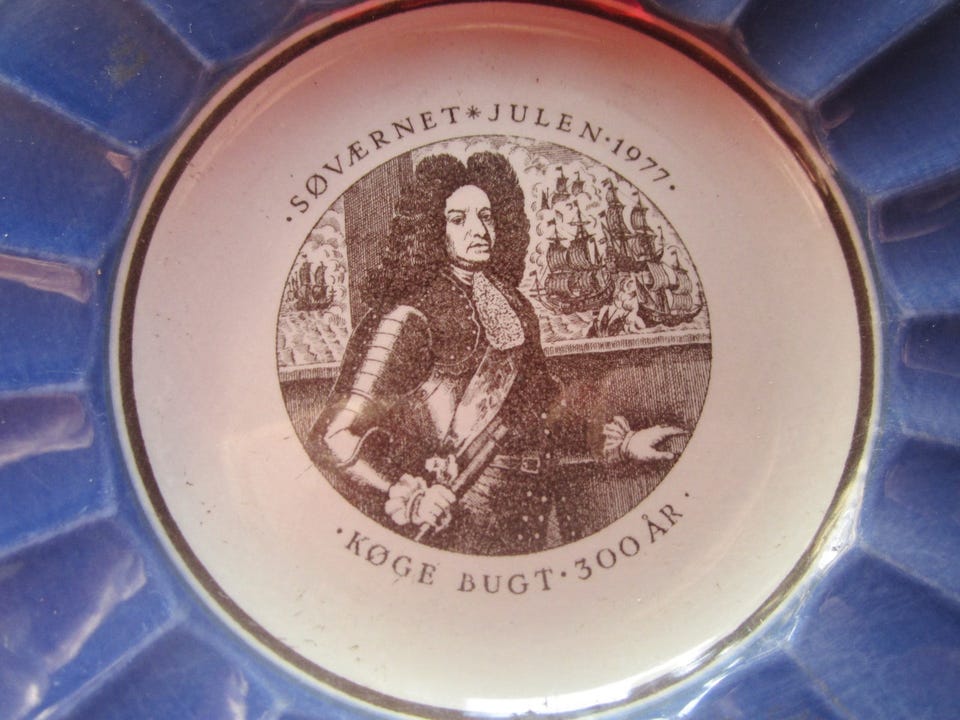 ·SØVÆRNET*JULEN·1977·
·KØGE BUGT·300 ÅR·